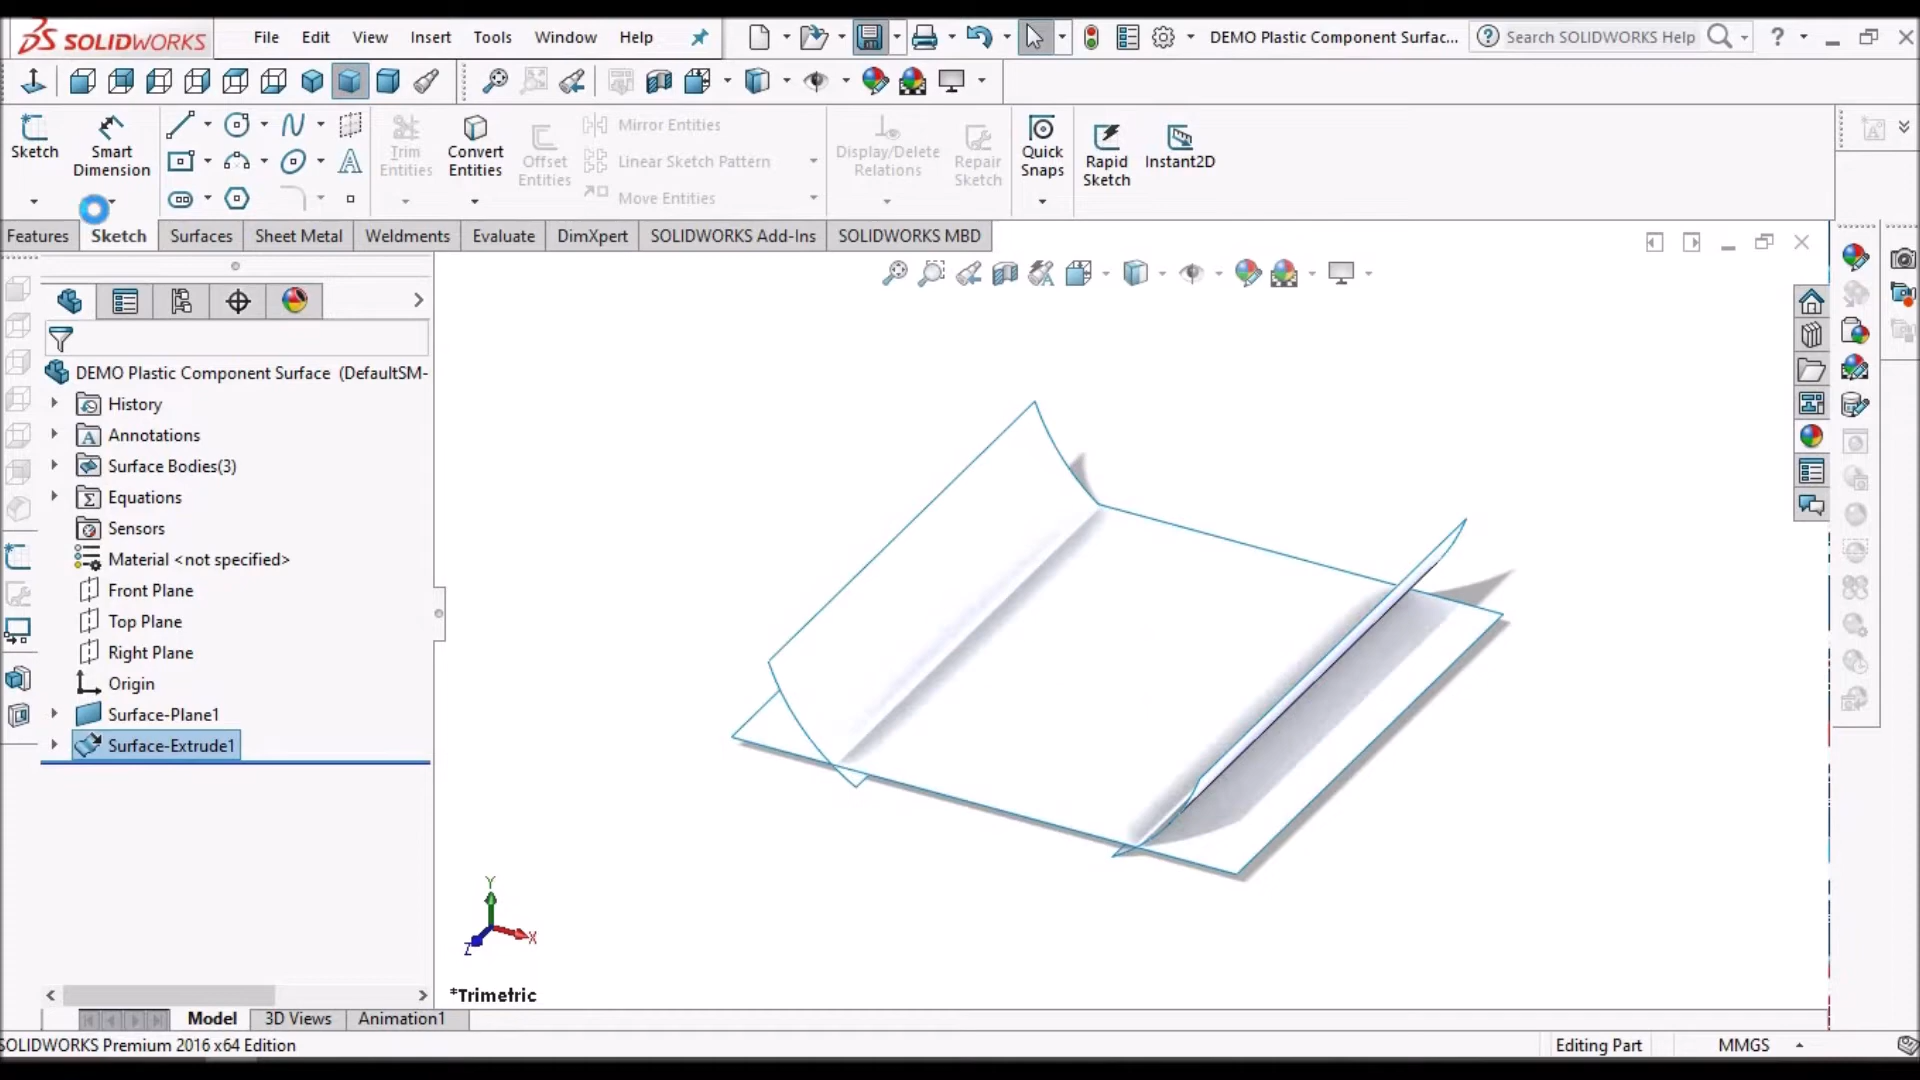 SOLIDWORKS File Edit View Insert Tools Window Help DEMO Plastic Component Surfac... Search SOLIDWORKS Help ?
Sketch Smart Dimension Trim Entities Convert Entities Offset Entities Mirror Entities Linear Sketch Pattern Move Entities Display/Delete Relations Repair Sketch Quick Snaps Rapid Sketch Instant2D
Features Sketch Surfaces Sheet Metal Weldments Evaluate DimXpert SOLIDWORKS Add-Ins SOLIDWORKS MBD
DEMO Plastic Component Surface (DefaultSM-
History
Annotations
Surface Bodies(3)
Equations
Sensors
Material <not specified>
Front Plane
Top Plane
Right Plane
Origin
Surface-Plane1
Surface-Extrude1
Y
X
Z
*Trimetric
Model 3D Views Animation1
SOLIDWORKS Premium 2016 x64 Edition Editing Part MMGS